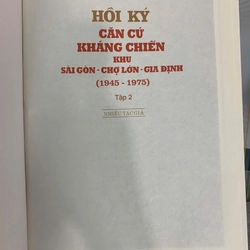 HỒI KÝ
CĂN CỨ
KHÁNG CHIẾN
KHU
SÀI GÒN - CHỢ LỚN - GIA ĐỊNH
(1945 - 1975)
Tập 2
NHIỀU TÁC GIẢ